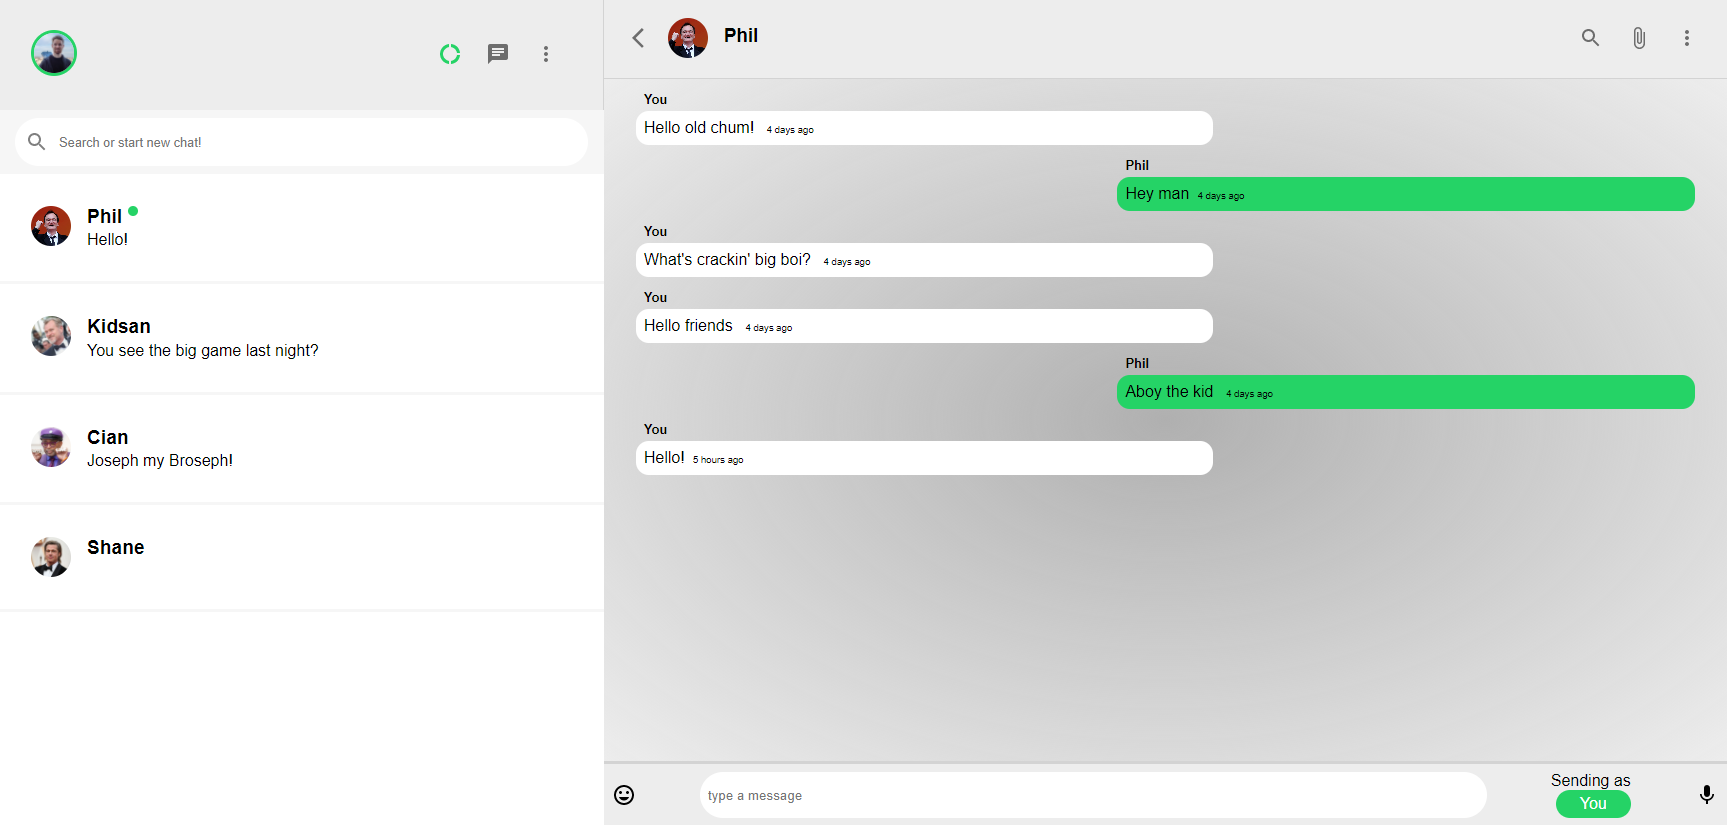 Search or start new chat!
Phil
Hello!
Kidsan
You see the big game last night?
Cian
Joseph my Broseph!
Shane
Phil
You
Hello old chum! 4 days ago
Phil
Hey man 4 days ago
You
What's crackin' big boi? 4 days ago
You
Hello friends 4 days ago
Phil
Aboy the kid 4 days ago
You
Hello! 5 hours ago
type a message
Sending as
You